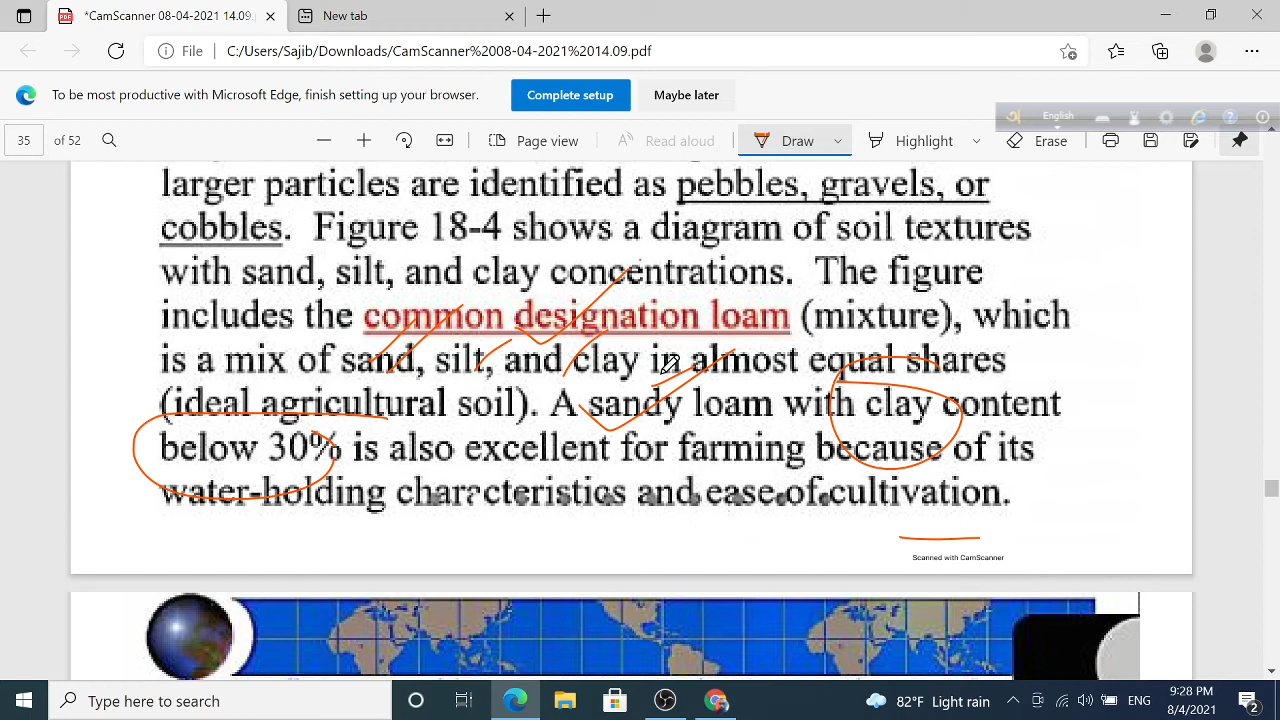 *CamScanner 08-04-2021 14.09.
New tab
File
C:/Users/Sajib/Downloads/CamScanner%2008-04-2021%2014.09.pdf
To be most productive with Microsoft Edge, finish setting up your browser.
Complete setup
Maybe later
English
35
of 52
Page view
Read aloud
Draw
Highlight
Erase
larger particles are identified as pebbles, gravels, or
cobbles. Figure 18-4 shows a diagram of soil textures
with sand, silt, and clay concentrations. The figure
includes the common designation loam (mixture), which
is a mix of sand, silt, and clay in almost equal shares
(ideal agricultural soil). A sandy loam with clay content
below 30% is also excellent for farming because of its
water-holding characteristics and ease of cultivation.
Scanned with CamScanner
Type here to search
82°F Light rain
ENG
9:28 PM
8/4/2021
2